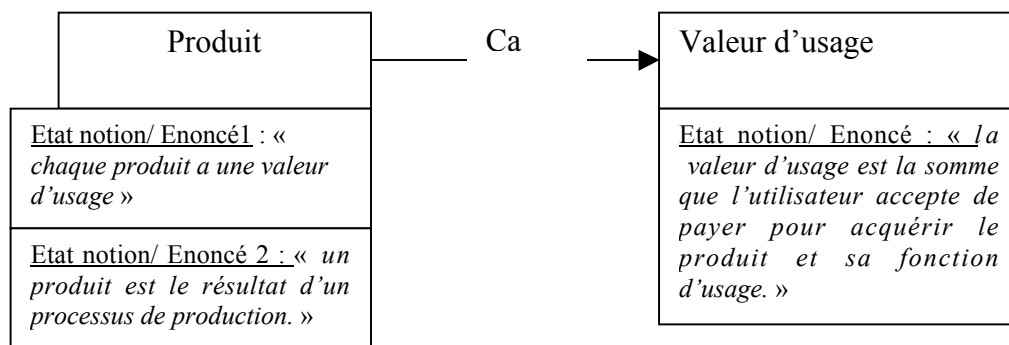 Produit
Ca
Valeur d'usage
Etat notion/ Enoncé1 : «
chaque produit a une valeur
d'usage »
Etat notion/ Enoncé 2 : « un
produit est le résultat d'un
processus de production. »
Etat notion/ Enoncé : « la
valeur d'usage est la somme
que l'utilisateur accepte de
payer pour acquérir le
produit et sa fonction
d'usage. »